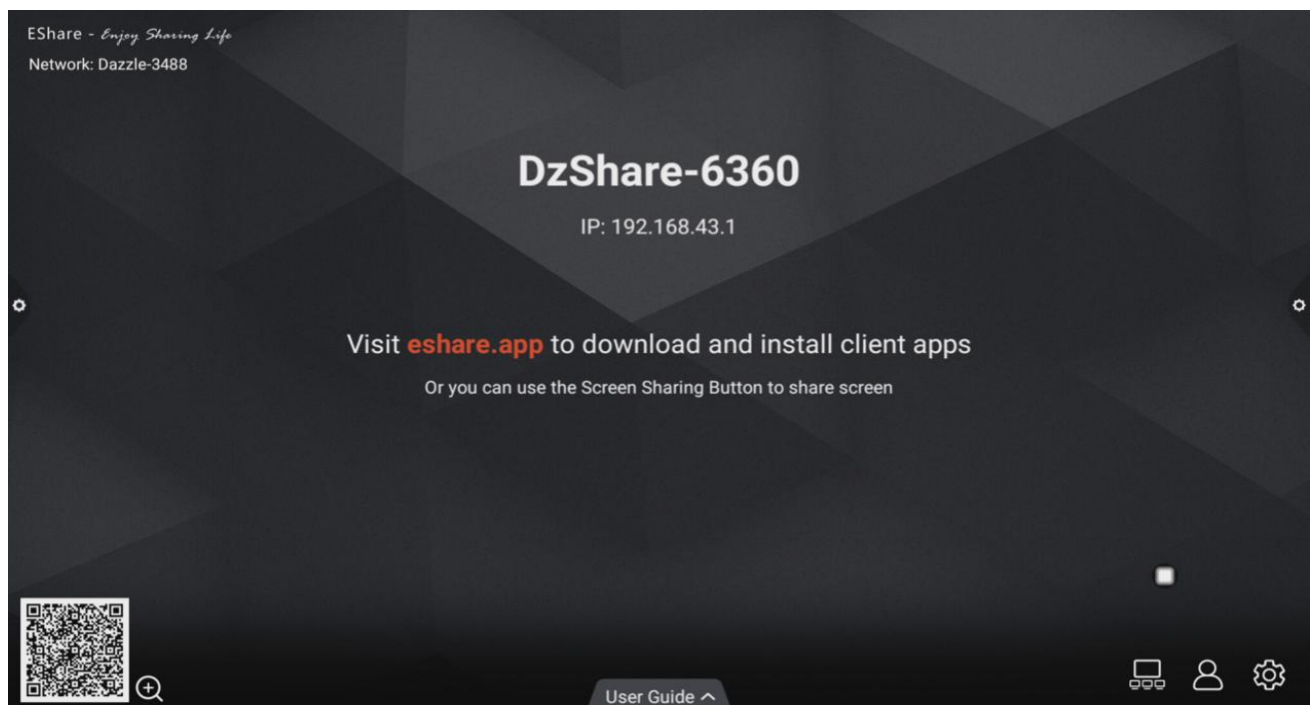 EShare - Enjoy Sharing Life
Network: Dazzle-3488
DzShare-6360
IP: 192.168.43.1
Visit eshare.app to download and install client apps
Or you can use the Screen Sharing Button to share screen
User Guide